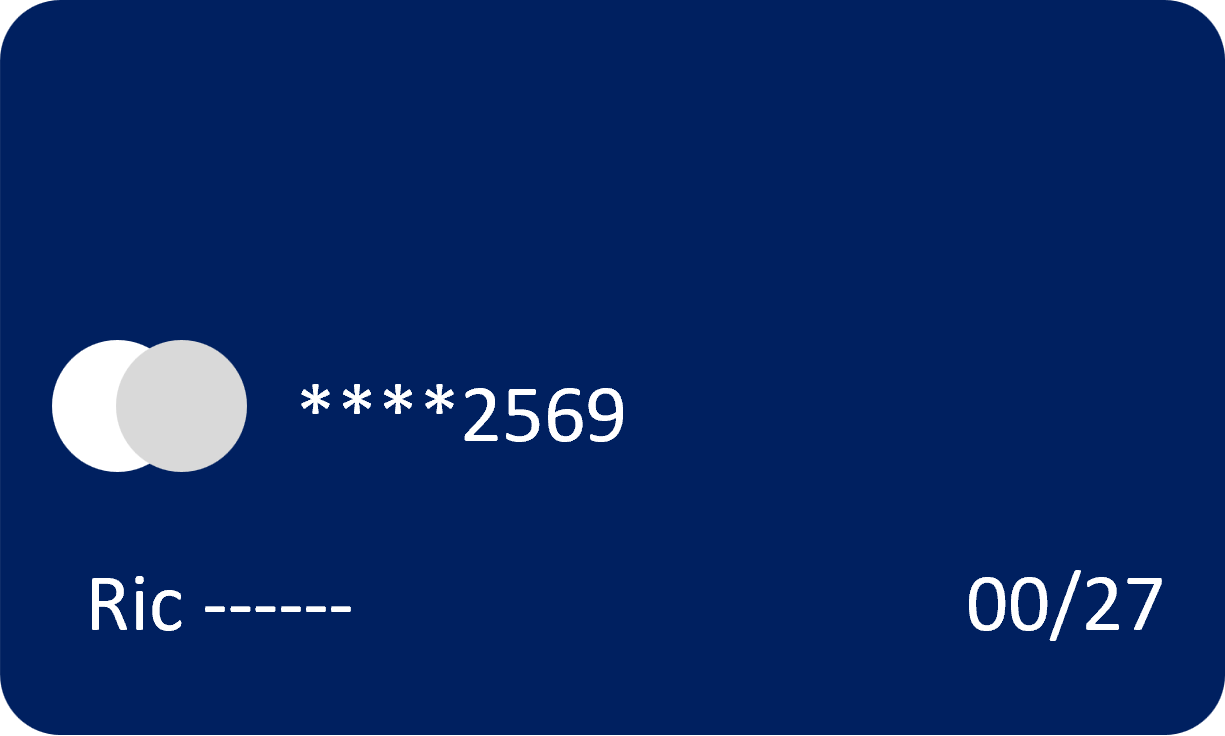 ****2569
Ric ------
00/27